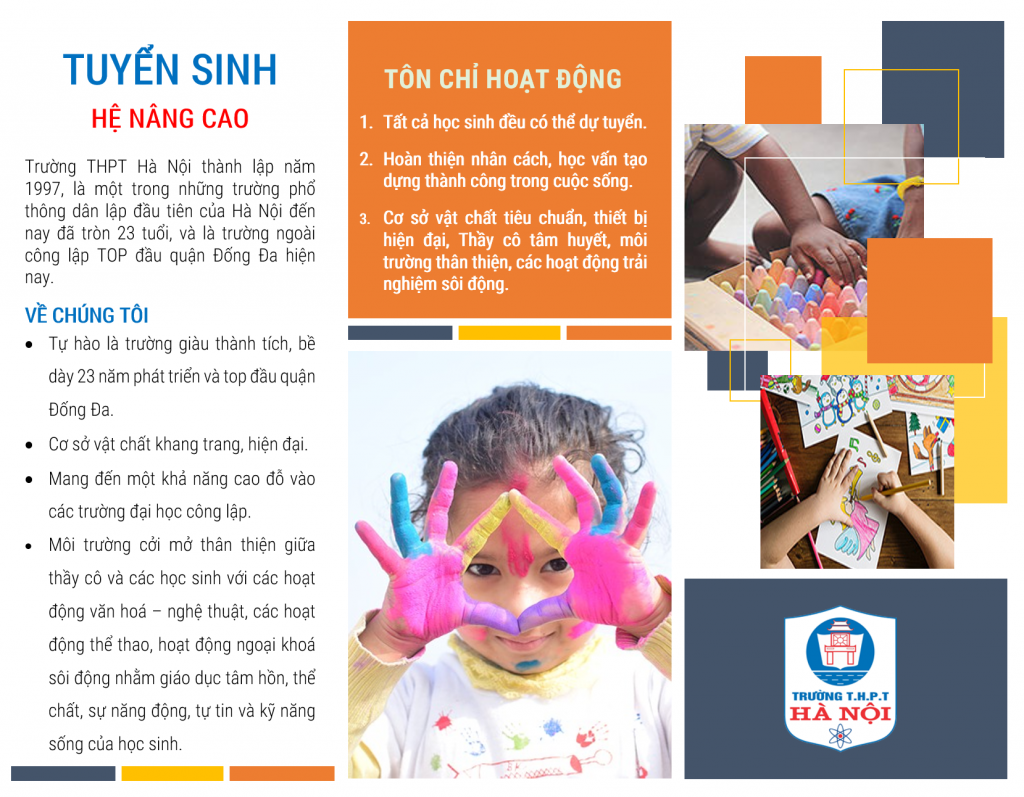 TUYỂN SINH
HỆ NÂNG CAO
Trường THPT Hà Nội thành lập năm
1997, là một trong những trường phổ
thông dân lập đầu tiên của Hà Nội đến
nay đã tròn 23 tuổi, và là trường ngoài
công lập TOP đầu quận Đống Đa hiện
nay.
VỀ CHÚNG TÔI
• Tự hào là trường giàu thành tích, bề
dày 23 năm phát triển và top đầu quận
Đống Đa.
• Cơ sở vật chất khang trang, hiện đại.
• Mang đến một khả năng cao đỗ vào
các trường đại học công lập.
• Môi trường cởi mở thân thiện giữa
thầy cô và các học sinh với các hoạt
động văn hoá – nghệ thuật, các hoạt
động thể thao, hoạt động ngoại khoá
sôi động nhằm giáo dục tâm hồn, thể
chất, sự năng động, tự tin và kỹ năng
sống của học sinh.
TÔN CHỈ HOẠT ĐỘNG
1. Tất cả học sinh đều có thể dự tuyển.
2. Hoàn thiện nhân cách, học vấn tạo
dựng thành công trong cuộc sống.
3. Cơ sở vật chất tiêu chuẩn, thiết bị
hiện đại, Thầy cô tâm huyết, môi
trường thân thiện, các hoạt động trải
nghiệm sôi động.
TRƯỜNG T.H.P.T
HÀ NỘI